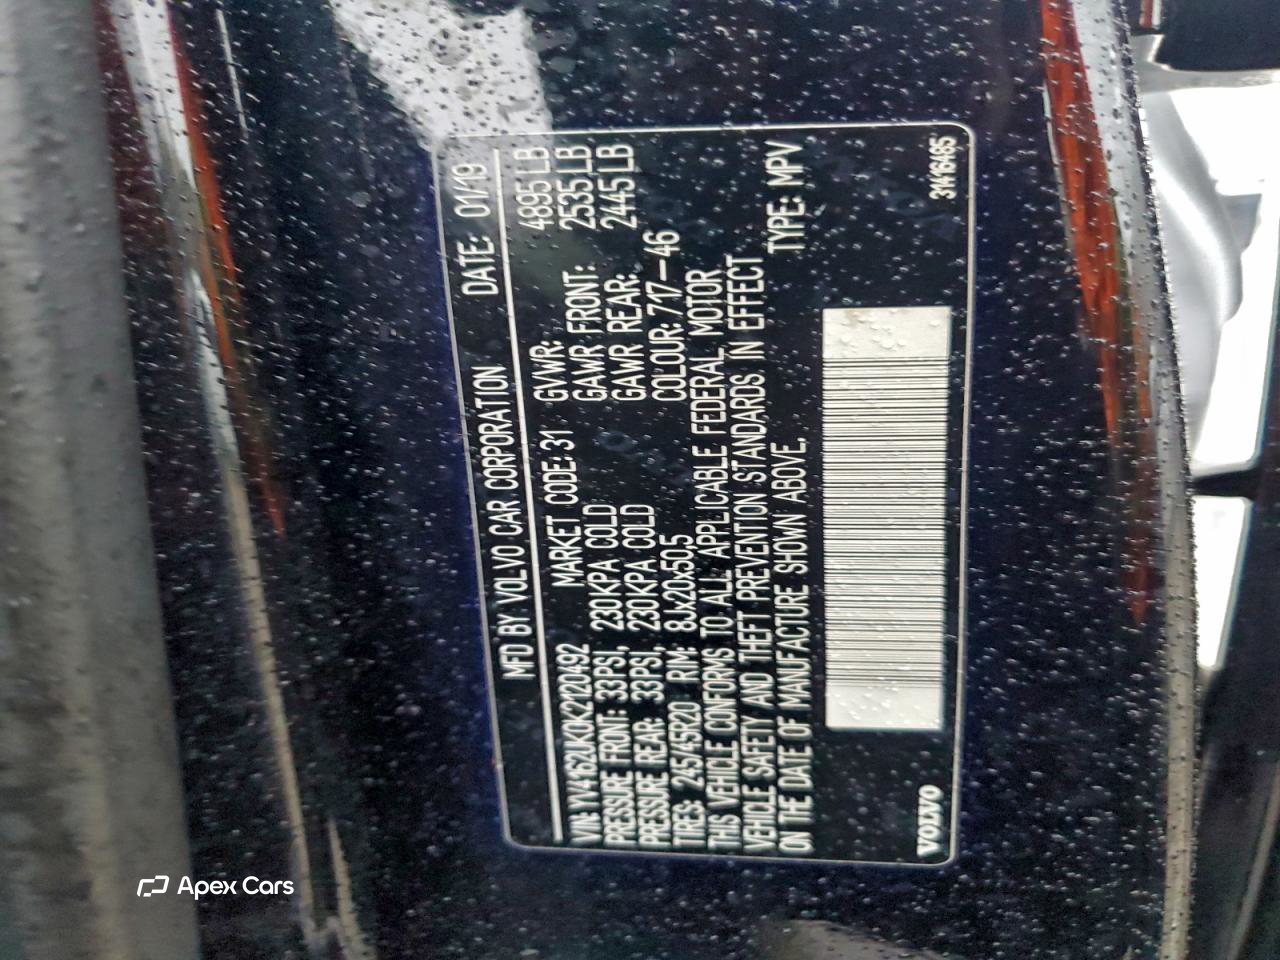 MFD BY VOLVO CAR CORPORATION DATE: 01/19
VIN: YV4162UK0K2120492 MARKET CODE: 31 GVWR: 4895 LB
PRESSURE FRONT: 33PSI, 230KPA COLD GAWR FRONT: 2535 LB
PRESSURE REAR: 33PSI, 230KPA COLD GAWR REAR: 2445 LB
TIRES: 245/45R20 RIM: 8Jx20x50,5 COLOUR: 717-46
THIS VEHICLE CONFORMS TO ALL APPLICABLE FEDERAL MOTOR
VEHICLE SAFETY AND THEFT PREVENTION STANDARDS IN EFFECT
ON THE DATE OF MANUFACTURE SHOWN ABOVE. TYPE: MPV
VOLVO 31416485
Apex Cars